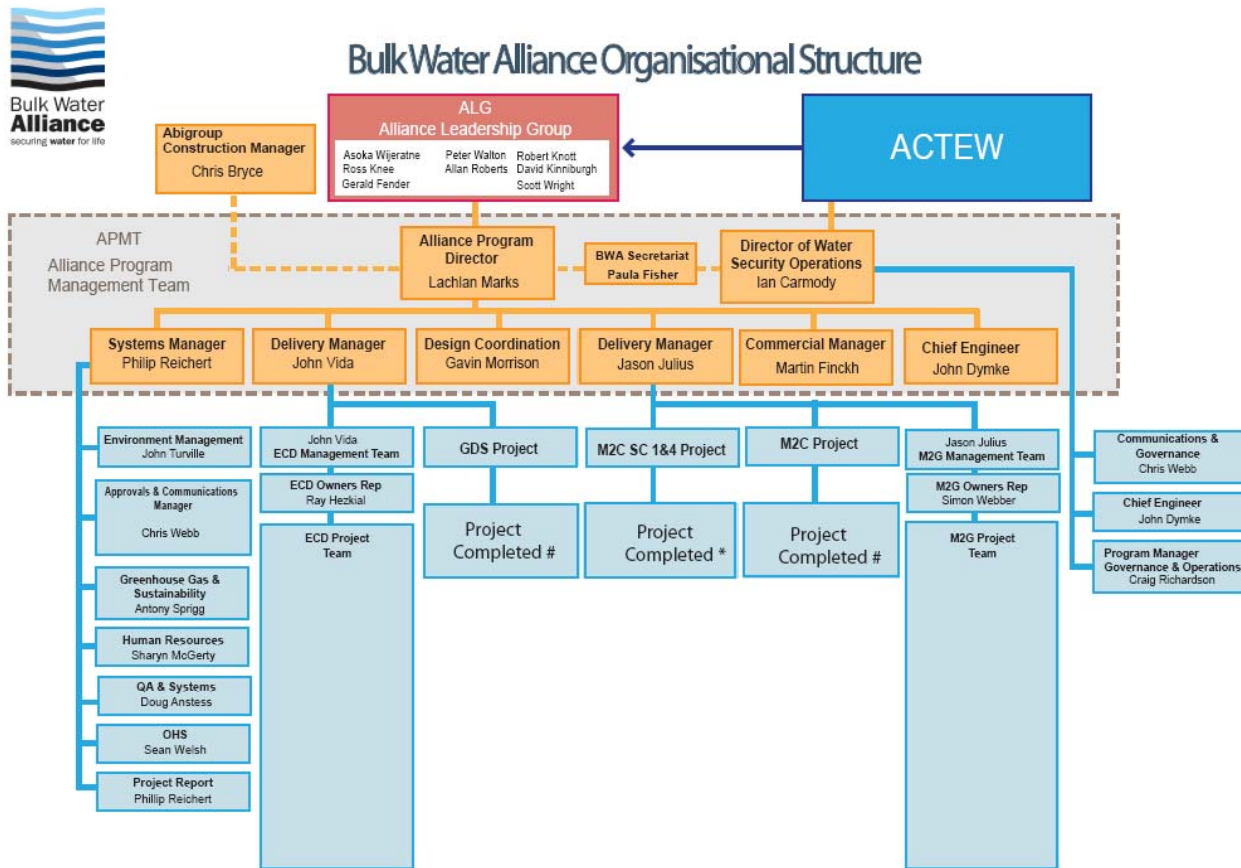 Bulk Water
Alliance
securing water for life
Bulk Water Alliance Organisational Structure
ALG
Alliance Leadership Group
Asoka Wijeratne
Ross Knee
Gerald Fender
Peter Walton
Allan Roberts
Robert Knott
David Kinniburgh
Scott Wright
ACTEW
Abigroup
Construction Manager
Chris Bryce
APMT
Alliance Program
Management Team
Alliance Program
Director
Lachlan Marks
BWA Secretariat
Paula Fisher
Director of Water
Security Operations
Ian Carmody
Systems Manager
Philip Reichert
Delivery Manager
John Vida
Design Coordination
Gavin Morrison
Delivery Manager
Jason Julius
Commercial Manager
Martin Finckh
Chief Engineer
John Dymke
Environment Management
John Turville
Approvals & Communications
Manager
Chris Webb
Greenhouse Gas &
Sustainability
Antony Sprigg
Human Resources
Sharyn McGerty
QA & Systems
Doug Anstess
OHS
Sean Welsh
Project Report
Phillip Reichert
John Vida
ECD Management Team
ECD Owners Rep
Ray Hezkial
ECD Project
Team
GDS Project
Project
Completed #
M2C SC 1&4 Project
Project
Completed *
M2C Project
Project
Completed #
Jason Julius
M2G Management Team
M2G Owners Rep
Simon Webber
M2G Project
Team
Communications &
Governance
Chris Webb
Chief Engineer
John Dymke
Program Manager
Governance & Operations
Craig Richardson